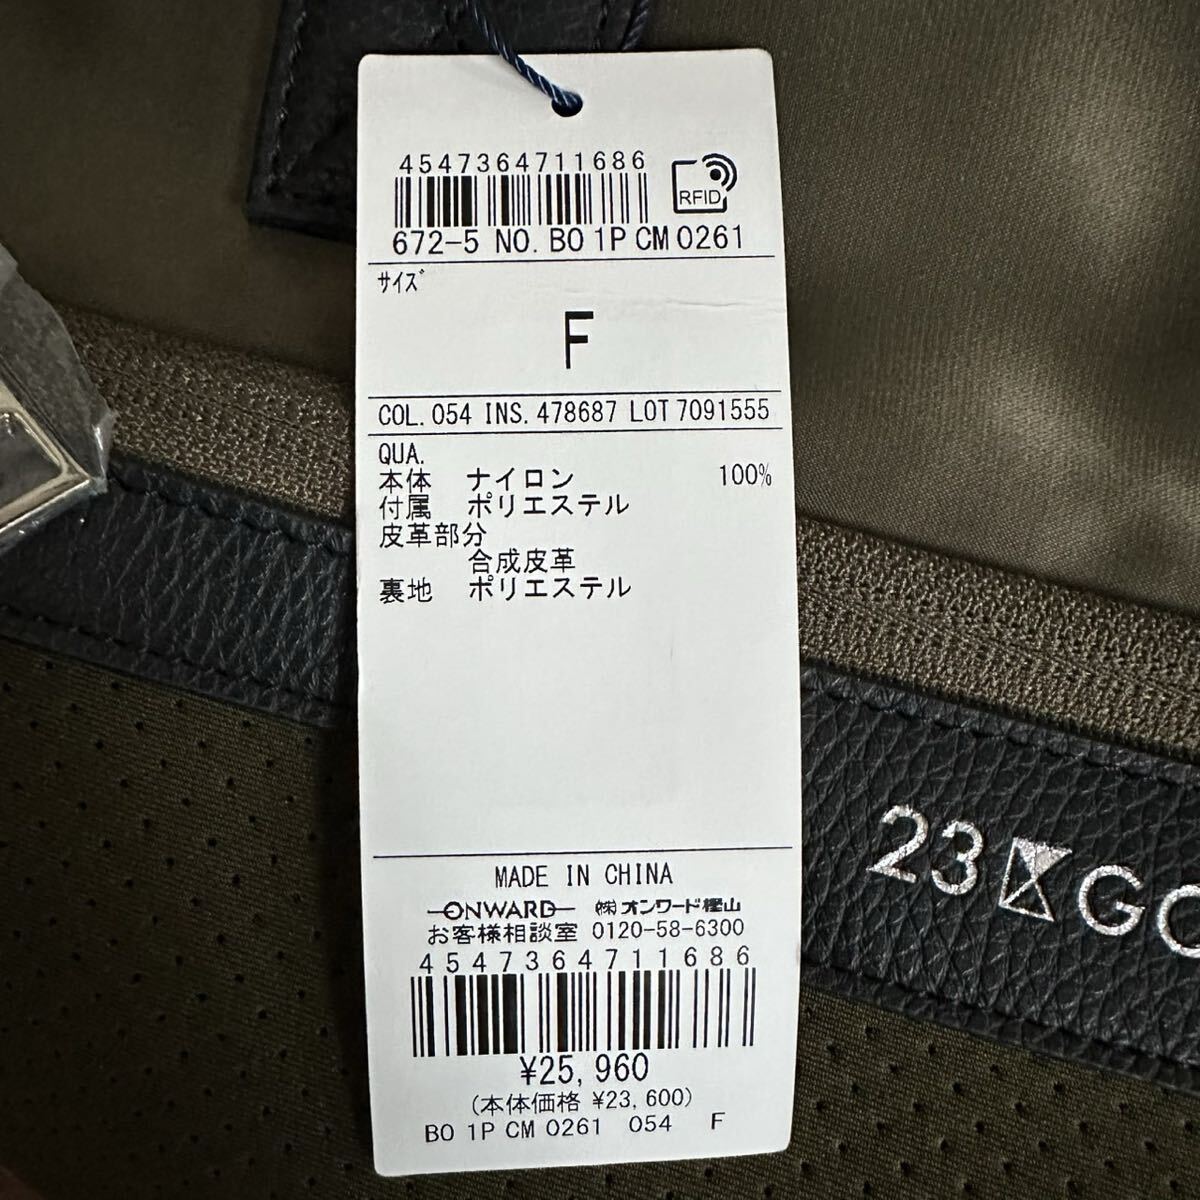 4547364711686
RFID
672-5 NO. BO 1P CM 0261
サイズ
F
COL. 054 INS. 478687 LOT 7091555
QUA.
本体 ナイロン 100%
付属 ポリエステル
皮革部分
合成皮革
裏地 ポリエステル
MADE IN CHINA
ONWARD ㈱オンワード樫山
お客様相談室 0120-58-6300
4547364711686
¥25,960
(本体価格 ¥23,600)
BO 1P CM 0261 054 F
23 GO